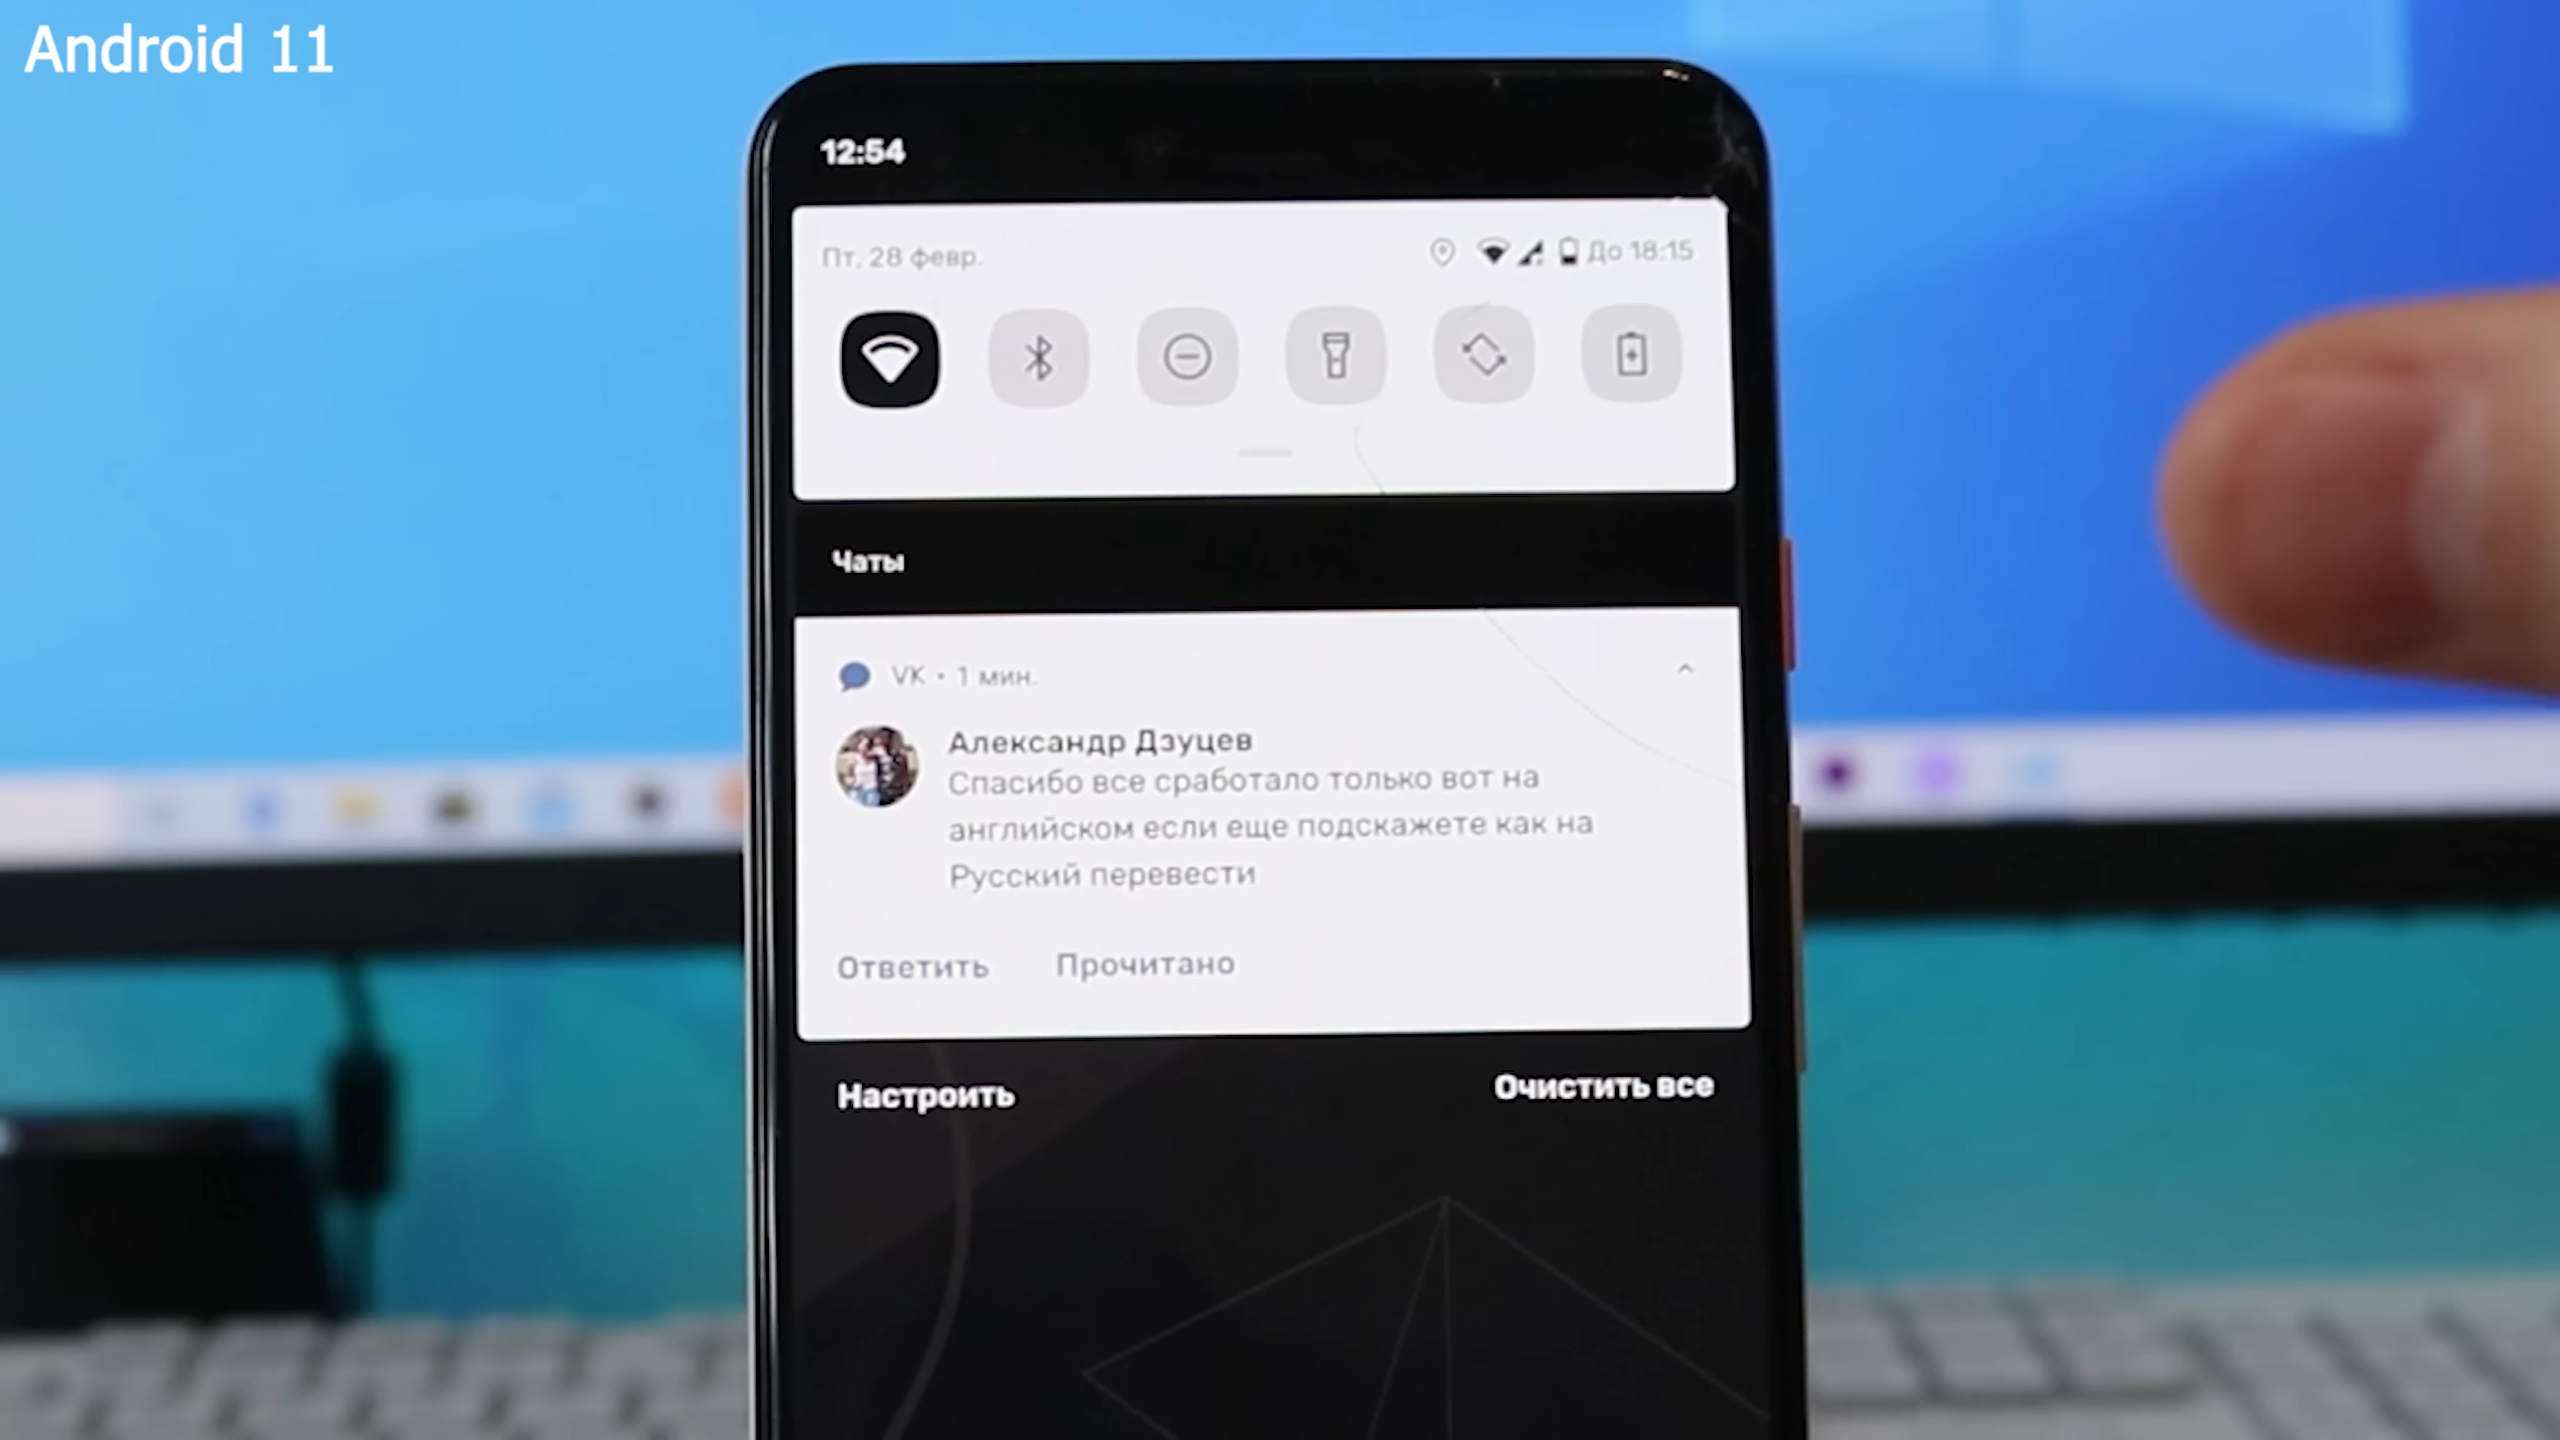 Android 11
12:54
Пт, 28 февр.
До 18:15
Чаты
VK • 1 мин.
Александр Дзуцев
Спасибо все сработало только вот на
английском если еще подскажете как на
Русский перевести
Ответить Прочитано
Настроить Очистить все